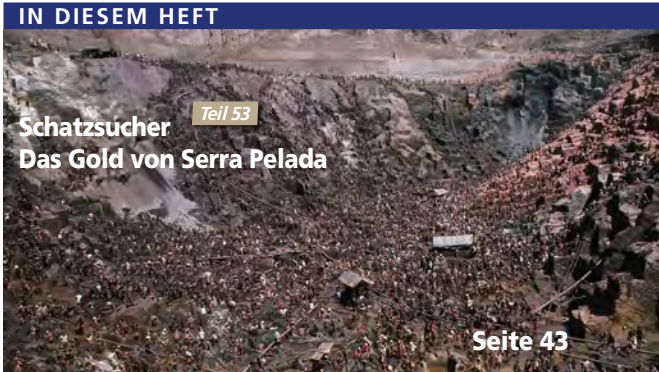 IN DIESEM HEFT
Teil 53
Schatzsucher
Das Gold von Serra Pelada
Seite 43